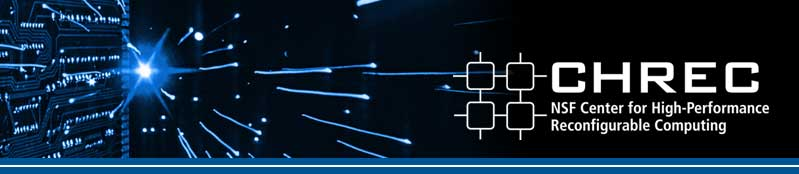 CHREC
NSF Center for High-Performance
Reconfigurable Computing